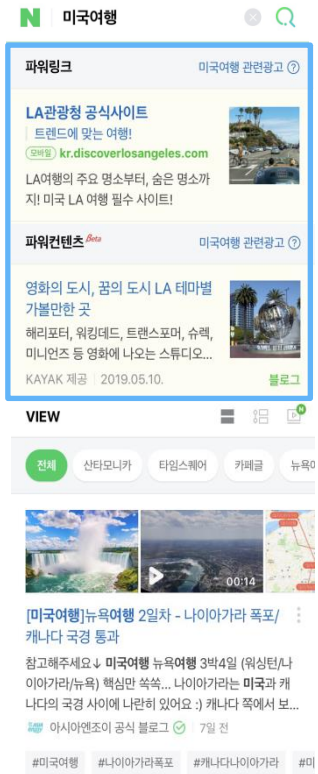 N 미국여행
파워링크 미국여행 관련광고 ?
LA관광청 공식사이트
트렌드에 맞는 여행!
모바일 kr.discoverlosangeles.com
LA여행의 주요 명소부터, 숨은 명소까
지! 미국 LA 여행 필수 사이트!
파워컨텐츠 Beta 미국여행 관련광고 ?
영화의 도시, 꿈의 도시 LA 테마별
가볼만한 곳
해리포터, 워킹데드, 트랜스포머, 슈렉,
미니언즈 등 영화에 나오는 스튜디오...
KAYAK 제공 2019.05.10. 블로그
VIEW N
전체 산타모니카 타임스퀘어 카페글 뉴욕여
00:14
[미국여행]뉴욕여행 2일차 - 나이아가라 폭포/
캐나다 국경 통과
참고해주세요↓ 미국여행 뉴욕여행 3박4일 (워싱턴/나
이아가라/뉴욕) 핵심만 쏙쏙... 나이아가라는 미국과 캐
나다의 국경 사이에 나란히 있어요 :) 캐나다 쪽에서 보...
아시아엔조이 공식 블로그 7일 전
#미국여행 #나이아가라폭포 #캐나다나이아가라 #미